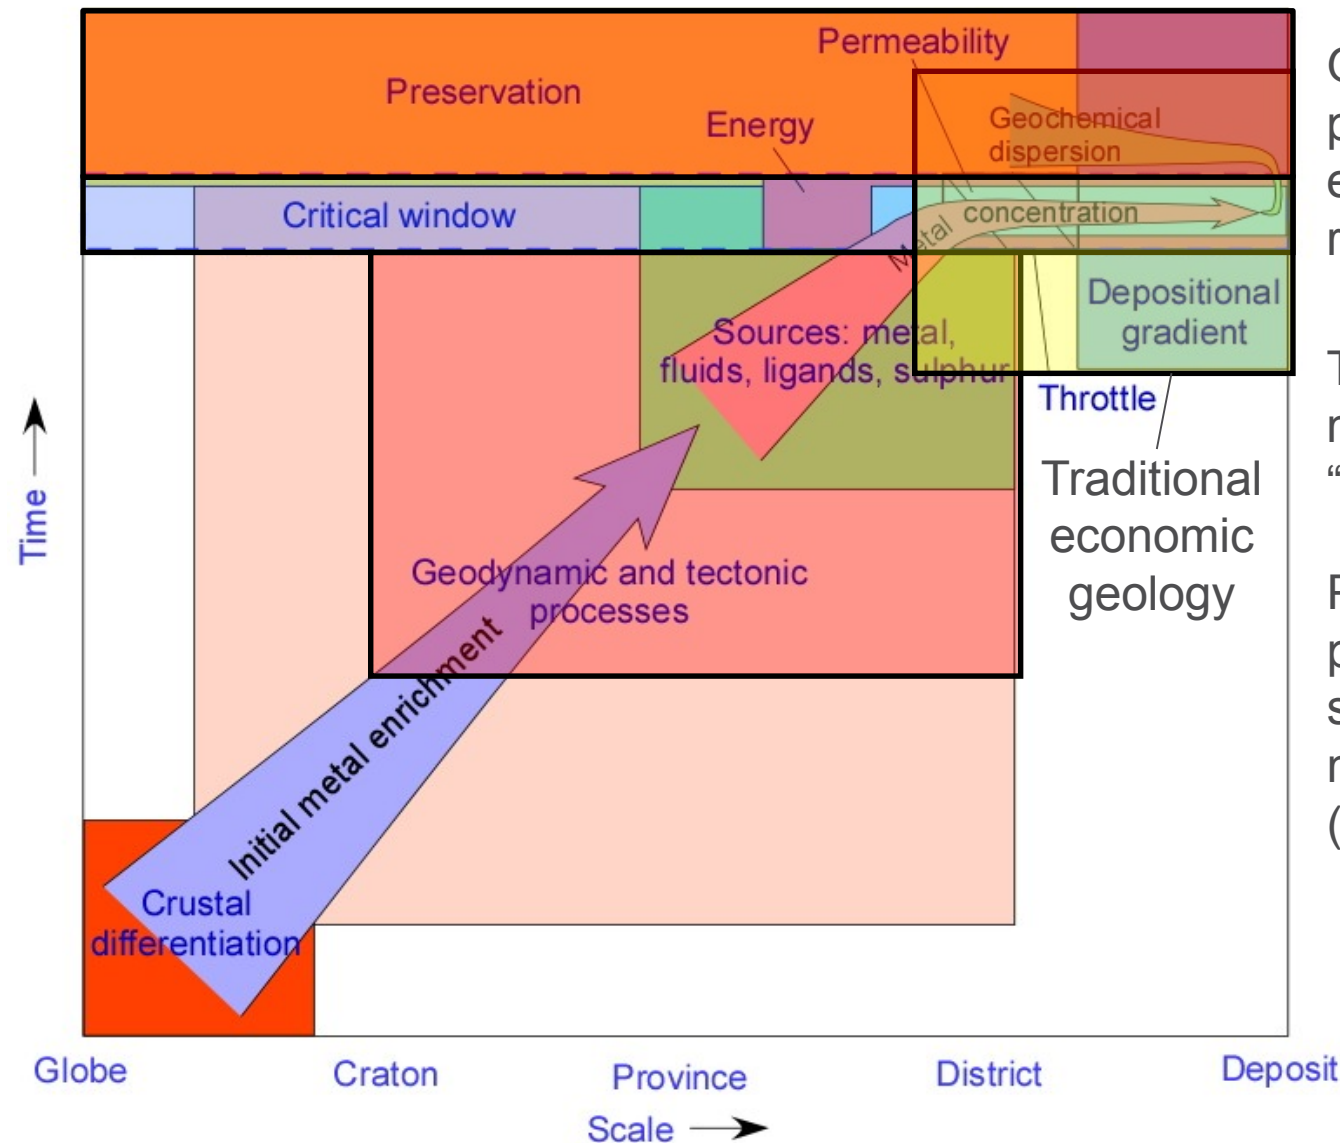 Permeability
Preservation
Energy
Geochemical
dispersion
Critical window
Metal concentration
Depositional
gradient
Sources: metal,
fluids, ligands, sulphur
Throttle
Traditional
economic
geology
Time
Geodynamic and tectonic
processes
Initial metal enrichment
Crustal
differentiation
Globe
Craton
Province
District
Deposit
Scale